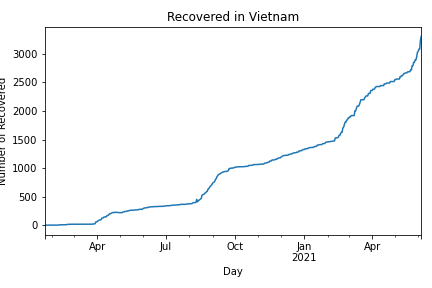 Recovered in Vietnam
Number of Recovered
3000
2500
2000
1500
1000
500
0
Apr
Jul
Oct
Jan
2021
Apr
Day